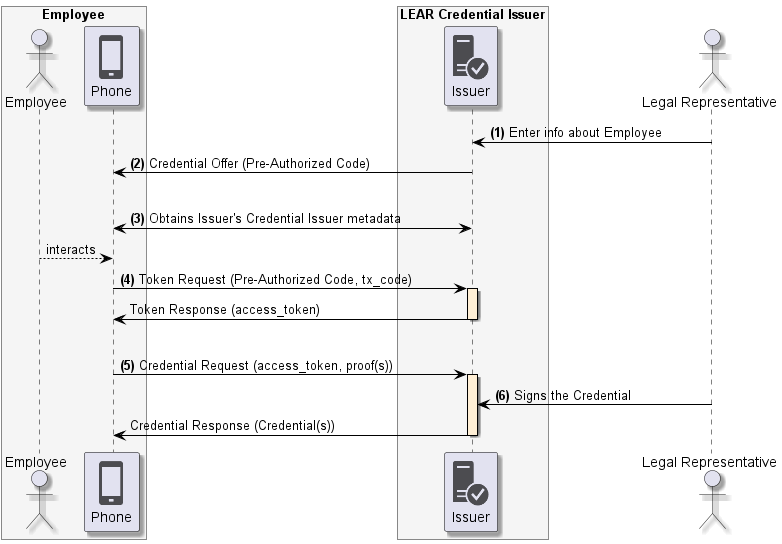 Employee
LEAR Credential Issuer
Employee
Phone
Issuer
Legal Representative
(1) Enter info about Employee
(2) Credential Offer (Pre-Authorized Code)
(3) Obtains Issuer's Credential Issuer metadata
interacts
(4) Token Request (Pre-Authorized Code, tx_code)
Token Response (access_token)
(5) Credential Request (access_token, proof(s))
(6) Signs the Credential
Credential Response (Credential(s))
Employee
Phone
Issuer
Legal Representative